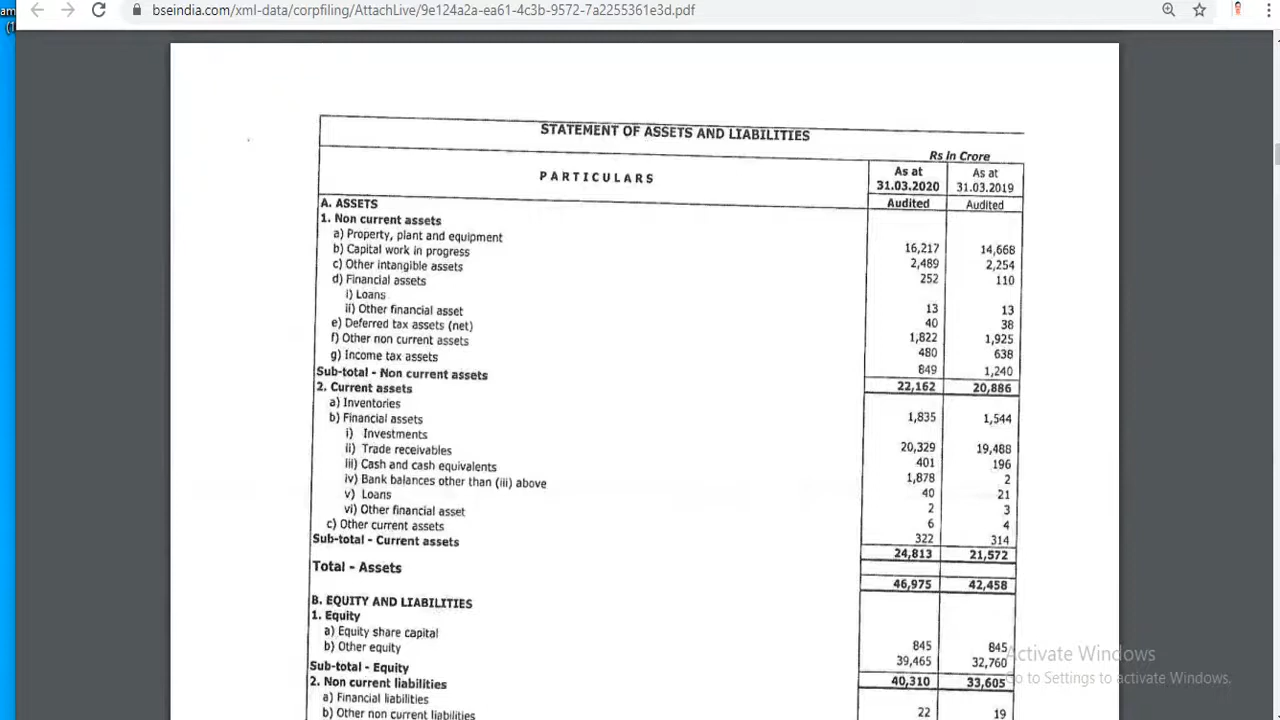 am
(1
bseindia.com/xml-data/corpfiling/AttachLive/9e124a2a-ea61-4c3b-9572-7a2255361e3d.pdf
STATEMENT OF ASSETS AND LIABILITIES
Rs in Crore
PARTICULARS As at 31.03.2020 As at 31.03.2019
Audited Audited
A. ASSETS
1. Non current assets
a) Property, plant and equipment 16,217 14,668
b) Capital work in progress 2,489 2,254
c) Other intangible assets 252 110
d) Financial assets
i) Loans 13 13
ii) Other financial asset 40 38
e) Deferred tax assets (net) 1,822 1,925
f) Other non current assets 480 638
g) Income tax assets 849 1,240
Sub-total - Non current assets 22,162 20,886
2. Current assets
a) Inventories 1,835 1,544
b) Financial assets
i) Investments 20,329 19,488
ii) Trade receivables 401 196
iii) Cash and cash equivalents 1,878 2
iv) Bank balances other than (iii) above 40 21
v) Loans 2 3
vi) Other financial asset 6 4
c) Other current assets 322 314
Sub-total - Current assets 24,813 21,572
Total - Assets 46,975 42,458
B. EQUITY AND LIABILITIES
1. Equity
a) Equity share capital 845 845
b) Other equity 39,465 32,760
Sub-total - Equity 40,310 33,605
2. Non current liabilities
a) Financial liabilities 22 19
b) Other non current liabilities
Activate Windows
Go to Settings to activate Windows.